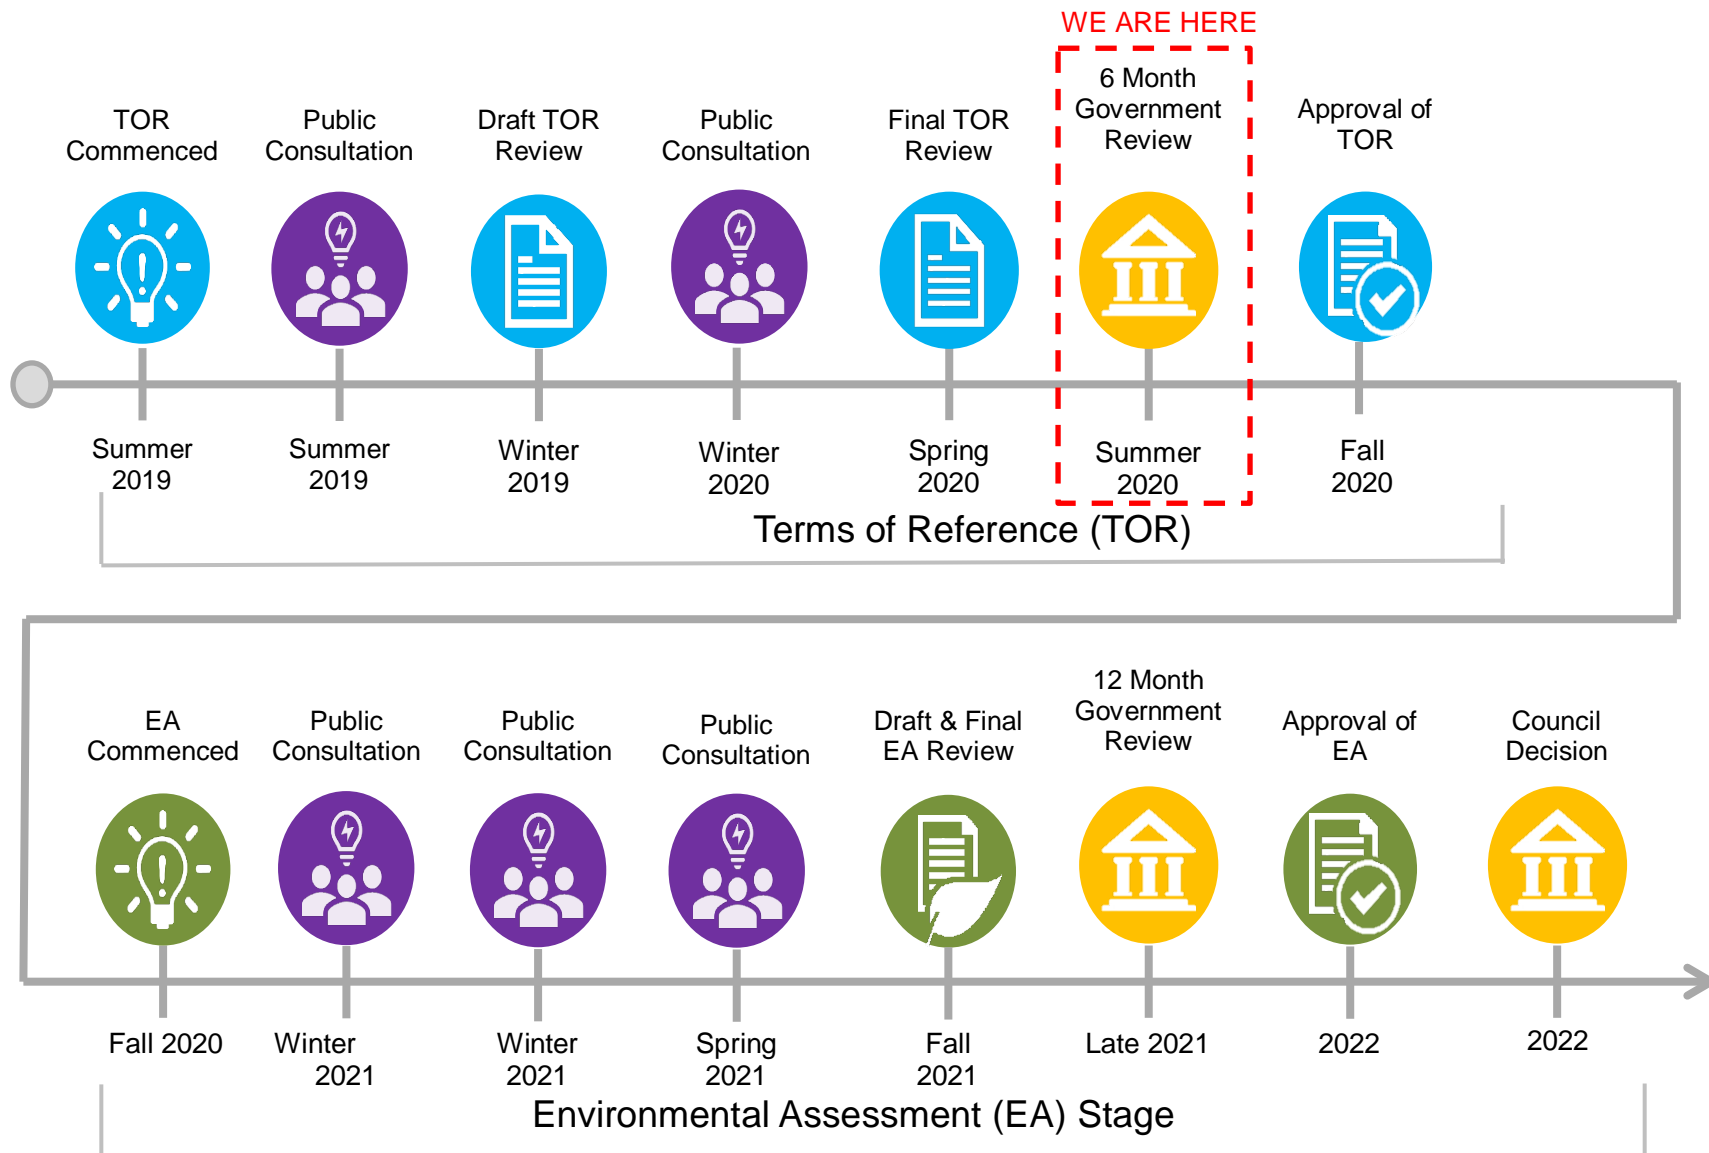 WE ARE HERE
TOR
Commenced
Public
Consultation
Draft TOR
Review
Public
Consultation
Final TOR
Review
6 Month
Government
Review
Approval of
TOR
Summer
2019
Summer
2019
Winter
2019
Winter
2020
Spring
2020
Summer
2020
Fall
2020
Terms of Reference (TOR)
EA
Commenced
Public
Consultation
Public
Consultation
Public
Consultation
Draft & Final
EA Review
12 Month
Government
Review
Approval of
EA
Council
Decision
Fall 2020
Winter
2021
Winter
2021
Spring
2021
Fall
2021
Late 2021
2022
2022
Environmental Assessment (EA) Stage